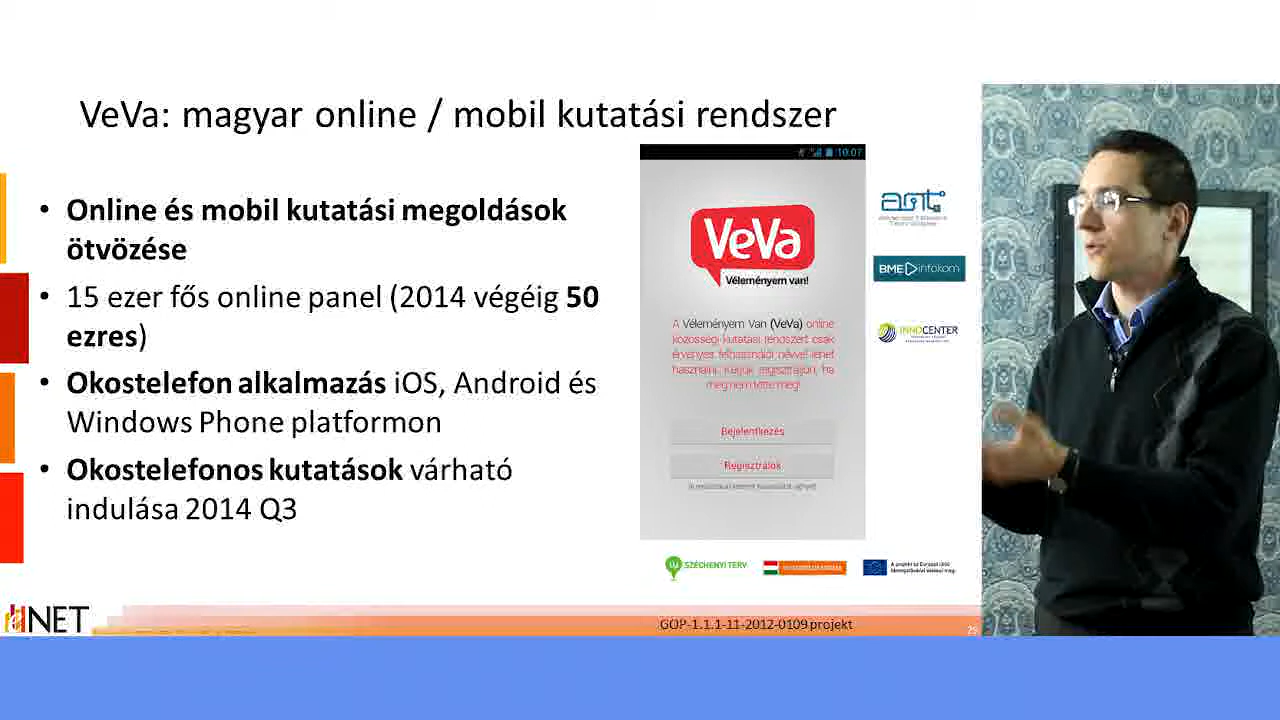 VeVa: magyar online / mobil kutatási rendszer
• Online és mobil kutatási megoldások
ötvözése
• 15 ezer fős online panel (2014 végéig 50
ezres)
• Okostelefon alkalmazás iOS, Android és
Windows Phone platformon
• Okostelefonos kutatások várható
indulása 2014 Q3
10:07
VeVa
Véleményem van!
A Véleményem Van (VeVa) online
közösségi kutatási rendszert csak
érvényes felhasználói névvel lehet
használni. Kérjük regisztráljon, ha
még nem tette meg!
Bejelentkezés
Regisztrálok
BME infokom
INNOCENTER
SZÉCHENYI TERV
NET
GOP-1.1.1-11-2012-0109 projekt
29